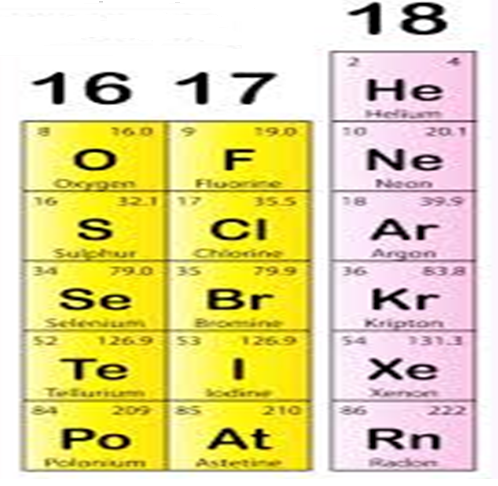 18
16 17
2 4
He
Helium
8 16.0 9 19.0 10 20.1
O F Ne
Oxygen Fluorine Neon
16 32.1 17 35.5 18 39.9
S Cl Ar
Sulphur Chlorine Argon
34 79.0 35 79.9 36 83.8
Se Br Kr
Selenium Bromine Kripton
52 126.9 53 126.9 54 131.3
Te I Xe
Tellurium Iodine Xenon
84 209 85 210 86 222
Po At Rn
Polonium Astetine Radon